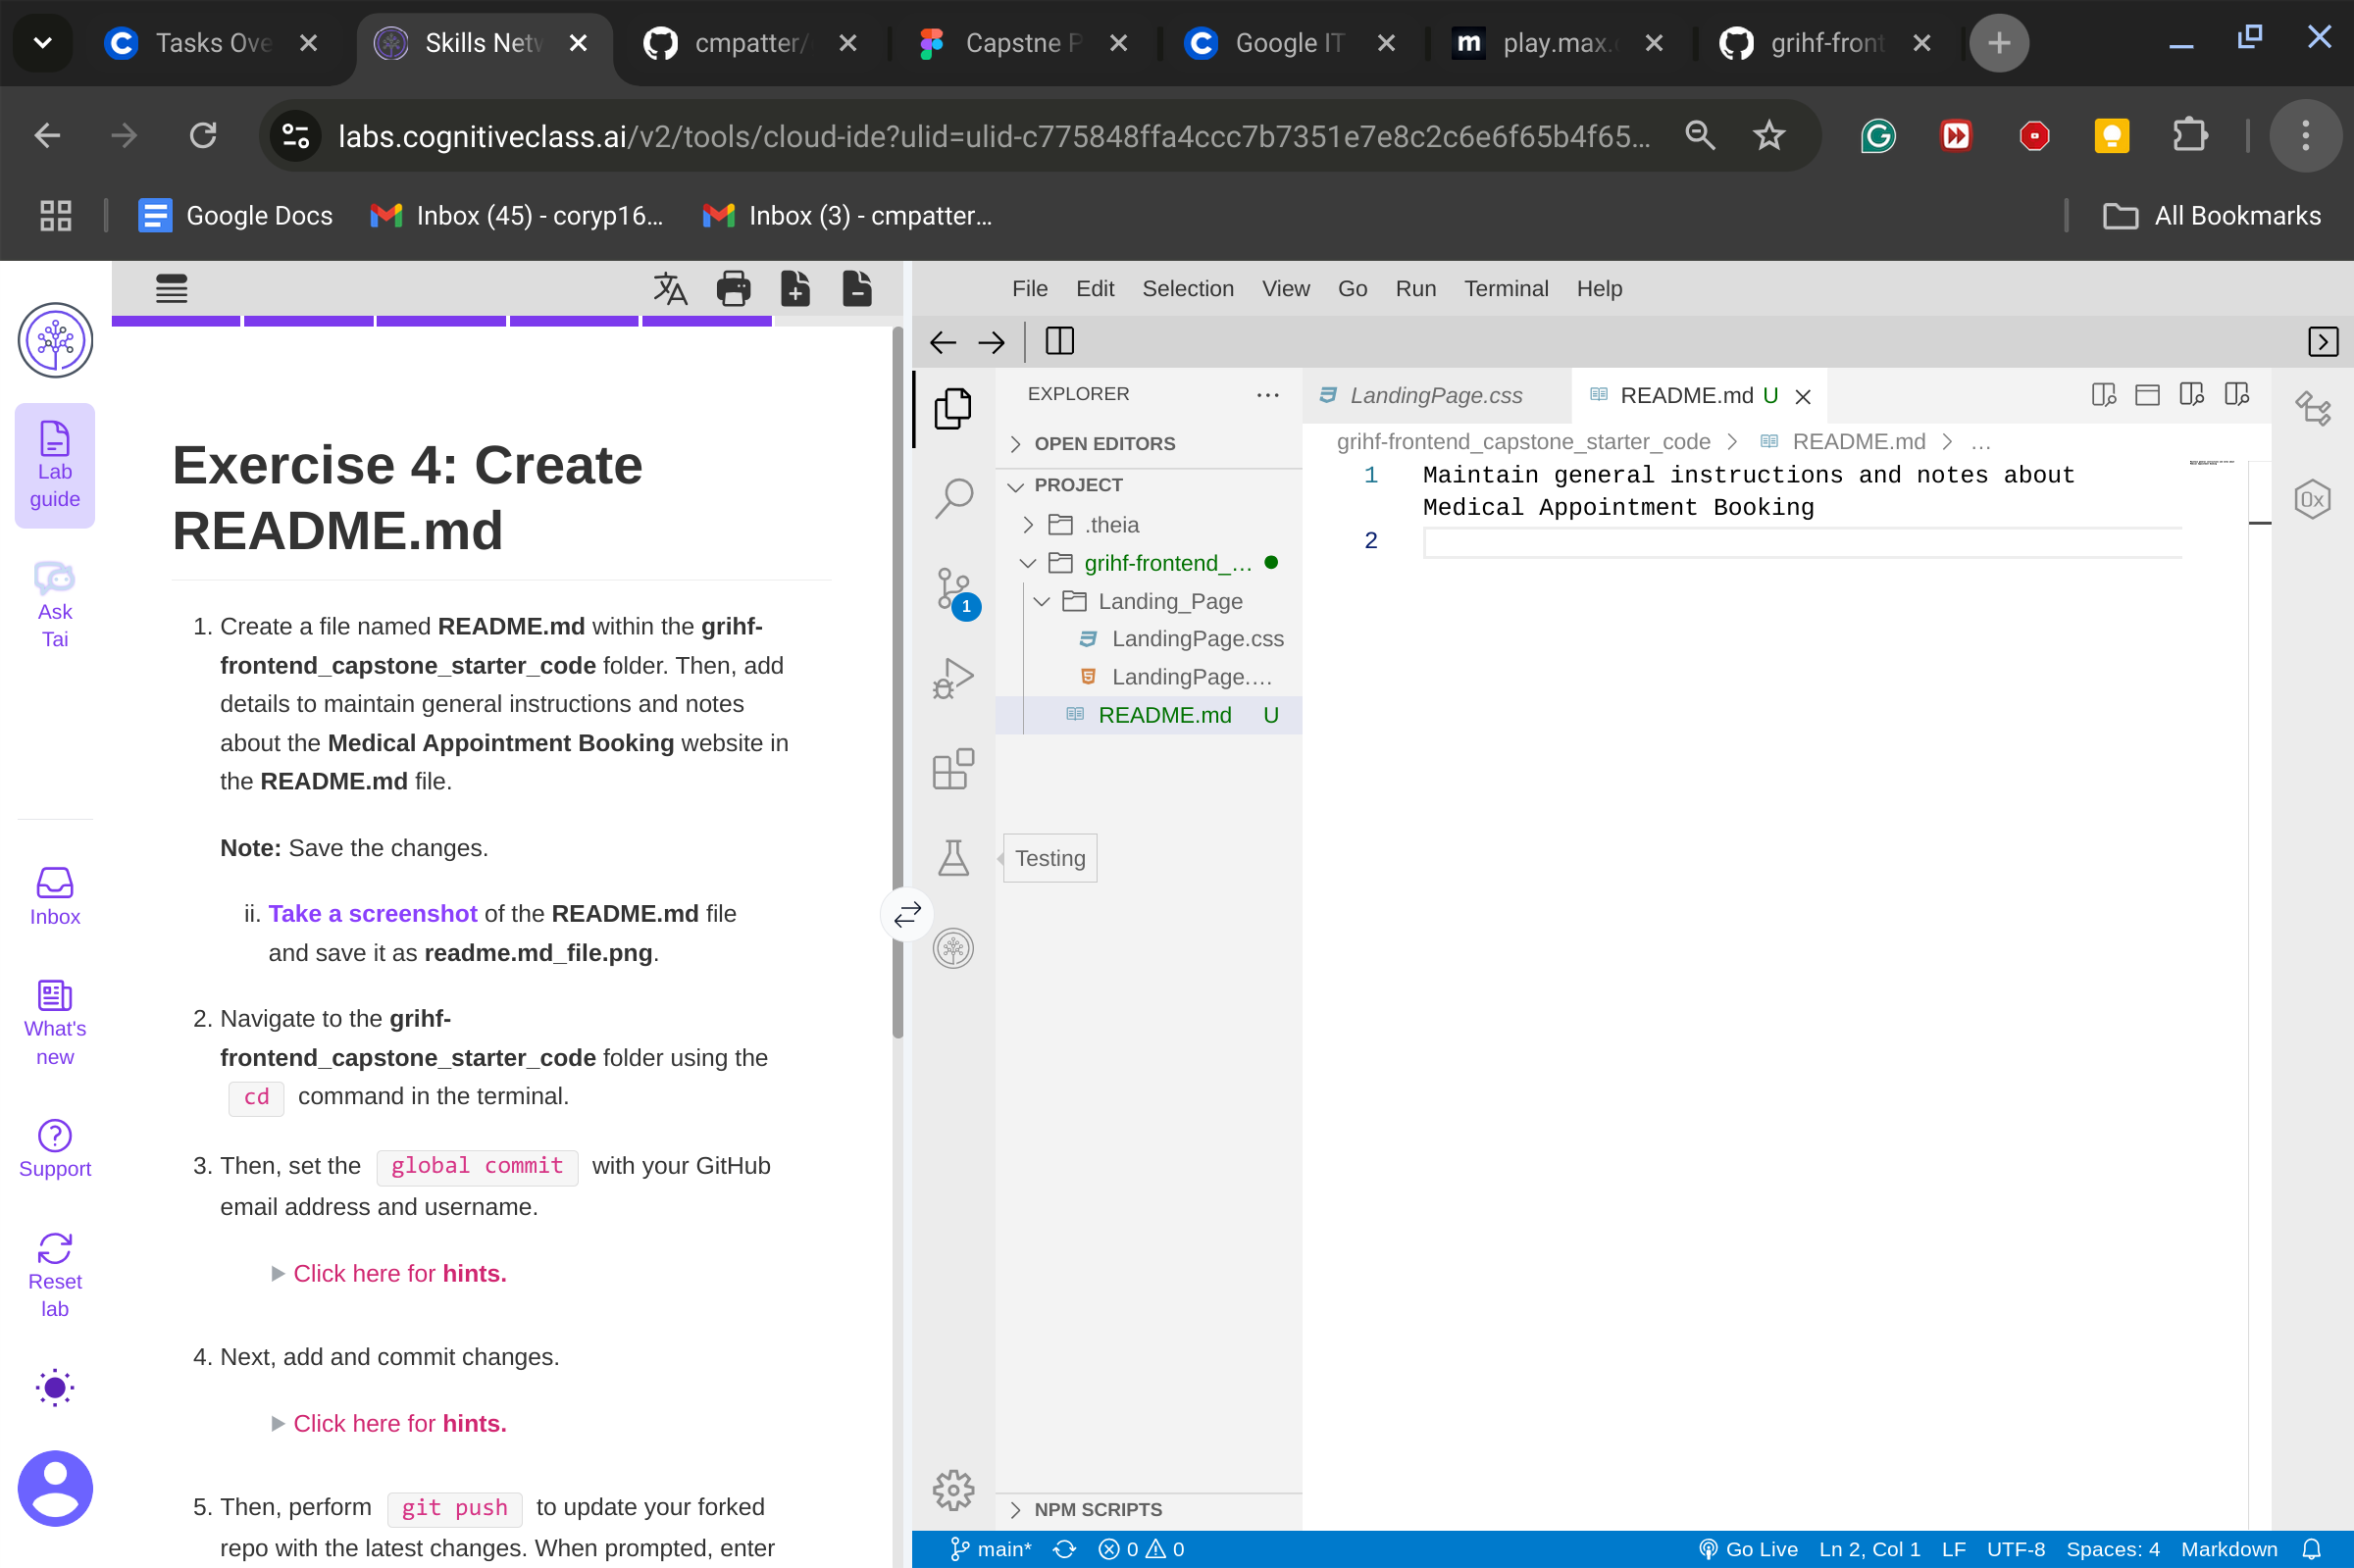 Tasks Ove
Skills Netw
cmpatter/
Capstne P
Google IT
play.max.
grihf-front
labs.cognitiveclass.ai/v2/tools/cloud-ide?ulid=ulid-c775848ffa4ccc7b7351e7e8c2c6e6f65b4f65...
Google Docs
Inbox (45) - coryp16...
Inbox (3) - cmpatter...
All Bookmarks
Lab
guide
Ask
Tai
Inbox
What's
new
Support
Reset
lab
Exercise 4: Create
README.md
1. Create a file named README.md within the grihf-
frontend_capstone_starter_code folder. Then, add
details to maintain general instructions and notes
about the Medical Appointment Booking website in
the README.md file.
Note: Save the changes.
ii. Take a screenshot of the README.md file
and save it as readme.md_file.png.
2. Navigate to the grihf-
frontend_capstone_starter_code folder using the
cd command in the terminal.
3. Then, set the global commit with your GitHub
email address and username.
Click here for hints.
4. Next, add and commit changes.
Click here for hints.
5. Then, perform git push to update your forked
repo with the latest changes. When prompted, enter
File Edit Selection View Go Run Terminal Help
EXPLORER
OPEN EDITORS
PROJECT
.theia
grihf-frontend_...
Landing_Page
LandingPage.css
LandingPage....
README.md U
1
Testing
NPM SCRIPTS
LandingPage.css
README.md U
grihf-frontend_capstone_starter_code > README.md > ...
1 Maintain general instructions and notes about
Medical Appointment Booking
2
0x
main* 0 0
Go Live Ln 2, Col 1 LF UTF-8 Spaces: 4 Markdown